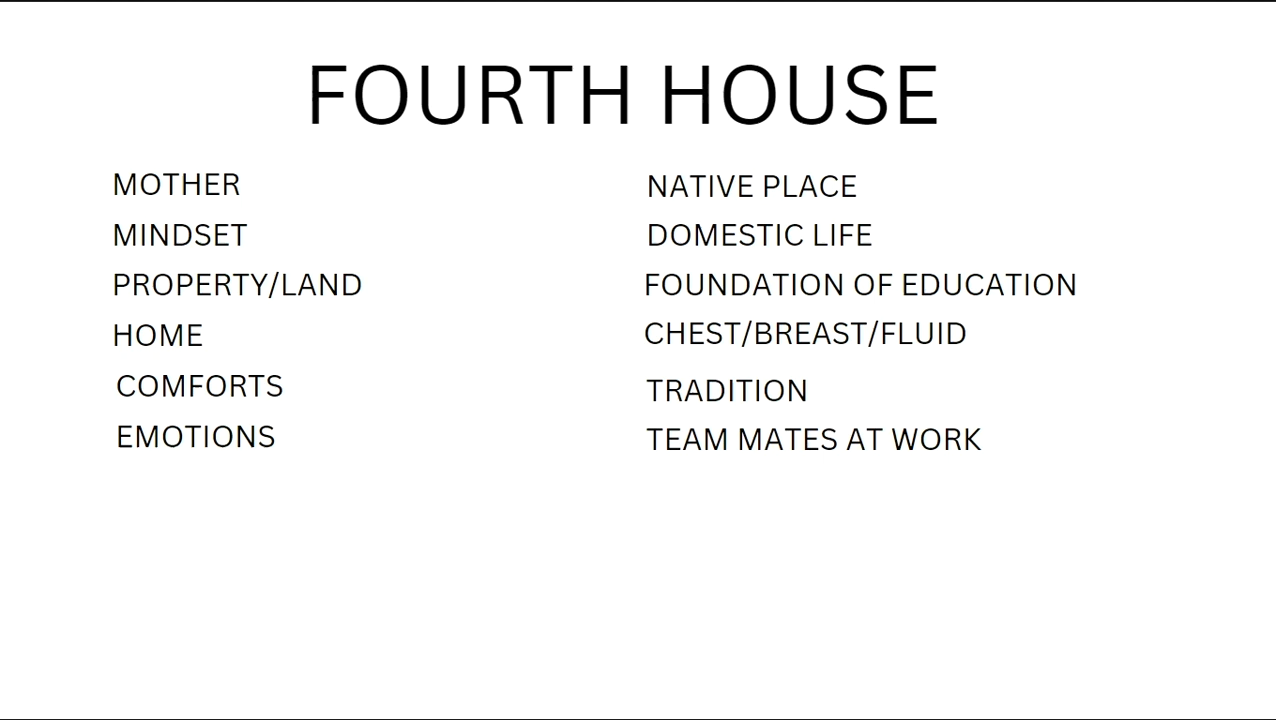 FOURTH HOUSE
MOTHER
MINDSET
PROPERTY/LAND
HOME
COMFORTS
EMOTIONS
NATIVE PLACE
DOMESTIC LIFE
FOUNDATION OF EDUCATION
CHEST/BREAST/FLUID
TRADITION
TEAM MATES AT WORK